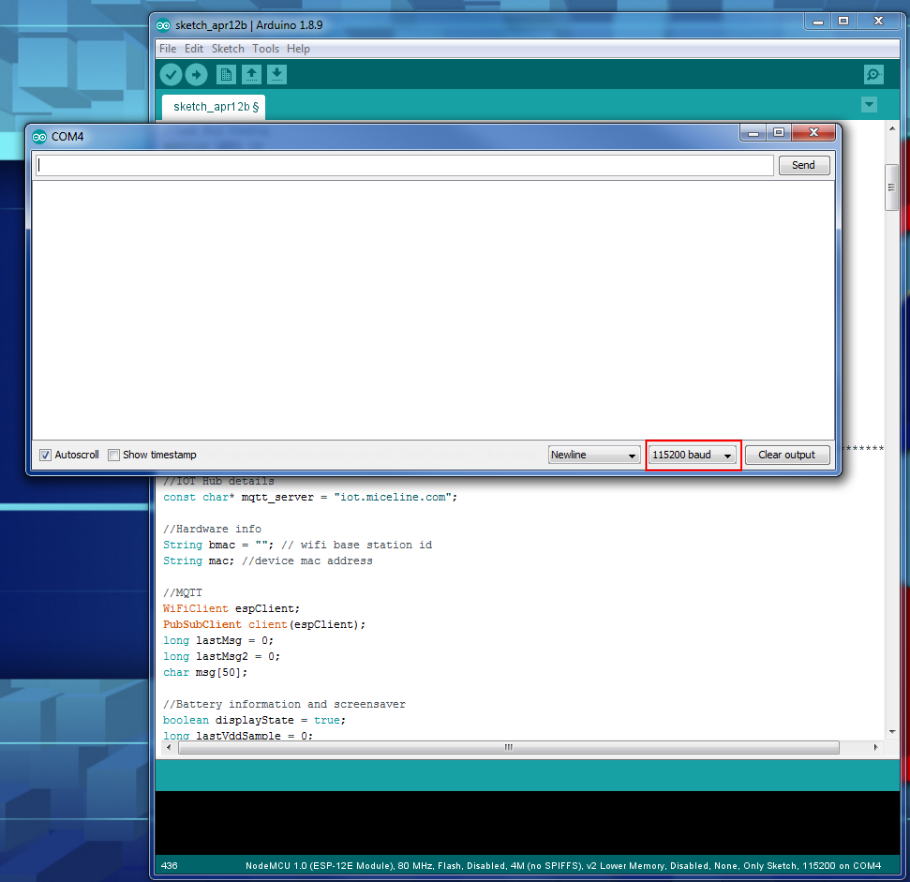 sketch_apr12b | Arduino 1.8.9
File Edit Sketch Tools Help
sketch_apr12b §
COM4
Send
Autoscroll Show timestamp
Newline
115200 baud
Clear output
*******
//IOT Hub details
const char* mqtt_server = "iot.miceline.com";
//Hardware info
String bmac = ""; // wifi base station id
String mac; //device mac address
//MQTT
WiFiClient espClient;
PubSubClient client(espClient);
long lastMsg = 0;
long lastMsg2 = 0;
char msg[50];
//Battery information and screensaver
boolean displayState = true;
long lastVddSample = 0;
436 NodeMCU 1.0 (ESP-12E Module), 80 MHz, Flash, Disabled, 4M (no SPIFFS), v2 Lower Memory, Disabled, None, Only Sketch, 115200 on COM4